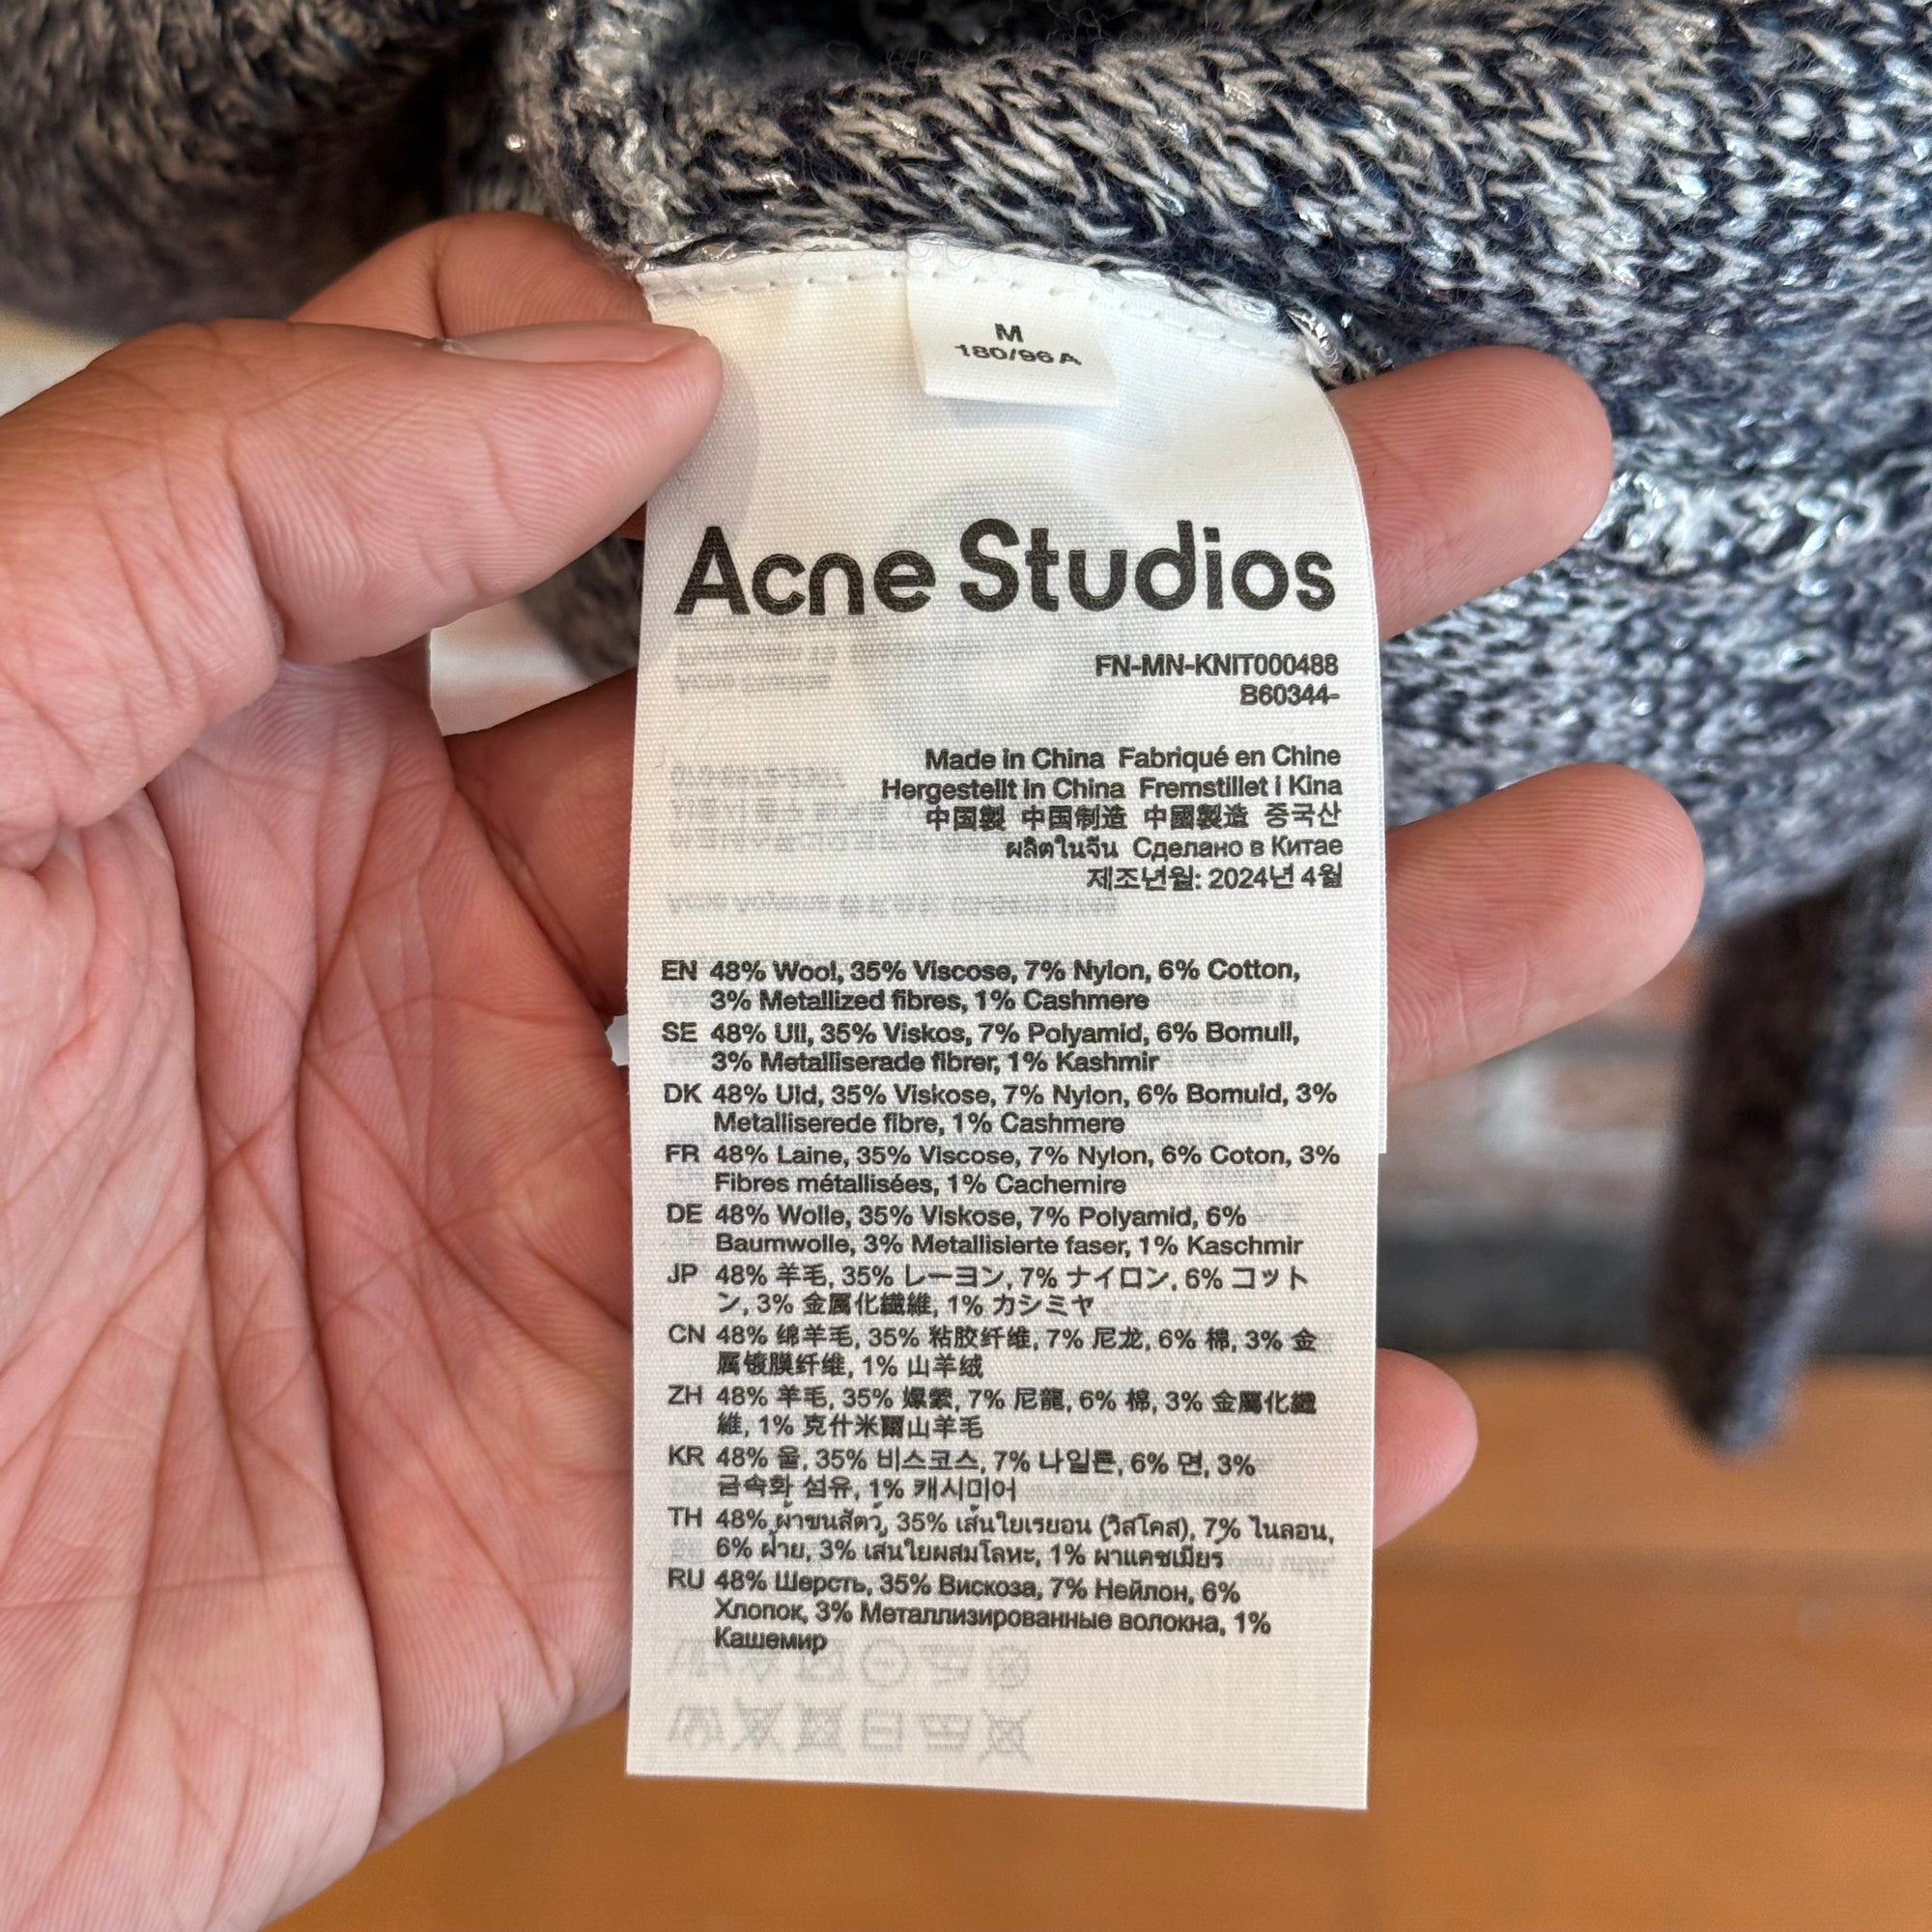 M
180/96A
Acne Studios
FN-MN-KNIT000488
B60344-
Made in China Fabriqué en Chine
Hergestellt in China Fremstillet i Kina
中国製 中国制造 中國製造 중국산
ผลิตในจีน Сделано в Китае
제조년월: 2024년 4월
EN 48% Wool, 35% Viscose, 7% Nylon, 6% Cotton,
3% Metallized fibres, 1% Cashmere
SE 48% Ull, 35% Viskos, 7% Polyamid, 6% Bomull,
3% Metalliserade fibrer, 1% Kashmir
DK 48% Uld, 35% Viskose, 7% Nylon, 6% Bomuld, 3%
Metalliserede fibre, 1% Cashmere
FR 48% Laine, 35% Viscose, 7% Nylon, 6% Coton, 3%
Fibres métallisées, 1% Cachemire
DE 48% Wolle, 35% Viskose, 7% Polyamid, 6%
Baumwolle, 3% Metallisierte faser, 1% Kaschmir
JP 48% 羊毛, 35% レーヨン, 7% ナイロン, 6% コット
ン, 3% 金属化繊維, 1% カシミヤ
CN 48% 绵羊毛, 35% 粘胶纤维, 7% 尼龙, 6% 棉, 3% 金
属镀膜纤维, 1% 山羊绒
ZH 48% 羊毛, 35% 嫘縈, 7% 尼龍, 6% 棉, 3% 金屬化纖
維, 1% 克什米爾山羊毛
KR 48% 울, 35% 비스코스, 7% 나일론, 6% 면, 3%
금속화 섬유, 1% 캐시미어
TH 48% ผ้าขนสัตว์, 35% เส้นใยเรยอน (วิสโคส), 7% ไนลอน,
6% ฝ้าย, 3% เส้นใยผสมโลหะ, 1% ผ้าแคชเมียร์
RU 48% Шерсть, 35% Вискоза, 7% Нейлон, 6%
Хлопок, 3% Металлизированные волокна, 1%
Кашемир